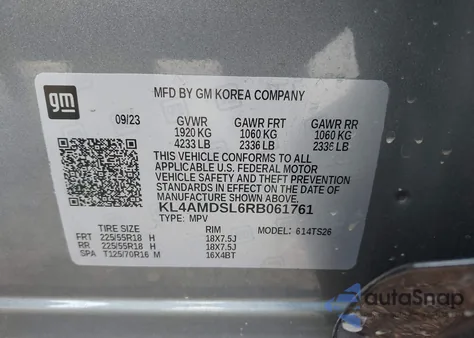 gm
MFD BY GM KOREA COMPANY
09/23 GVWR GAWR FRT GAWR RR
1920 KG 1060 KG 1060 KG
4233 LB 2336 LB 2336 LB
THIS VEHICLE CONFORMS TO ALL
APPLICABLE U.S. FEDERAL MOTOR
VEHICLE SAFETY AND THEFT
PREVENTION STANDARDS IN
EFFECT ON THE DATE OF
MANUFACTURE SHOWN ABOVE.
KL4AMDSL6RB061761
TYPE: MPV
TIRE SIZE RIM MODEL: 614TS26
FRT 225/55R18 H 18X7.5J
RR 225/55R18 H 18X7.5J
SPA T125/70R16 M 16X4BT
autoSnap